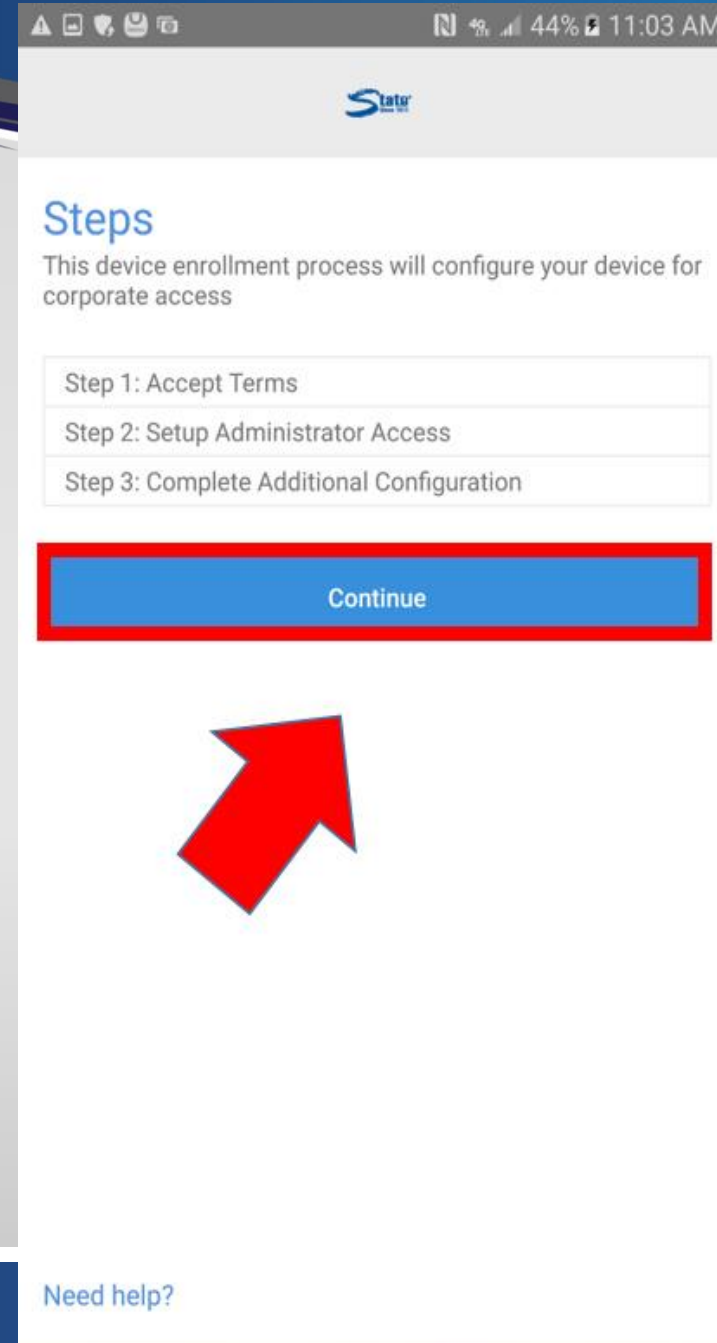 44% 11:03 AM
Stato
Steps
This device enrollment process will configure your device for
corporate access
Step 1: Accept Terms
Step 2: Setup Administrator Access
Step 3: Complete Additional Configuration
Continue
Need help?